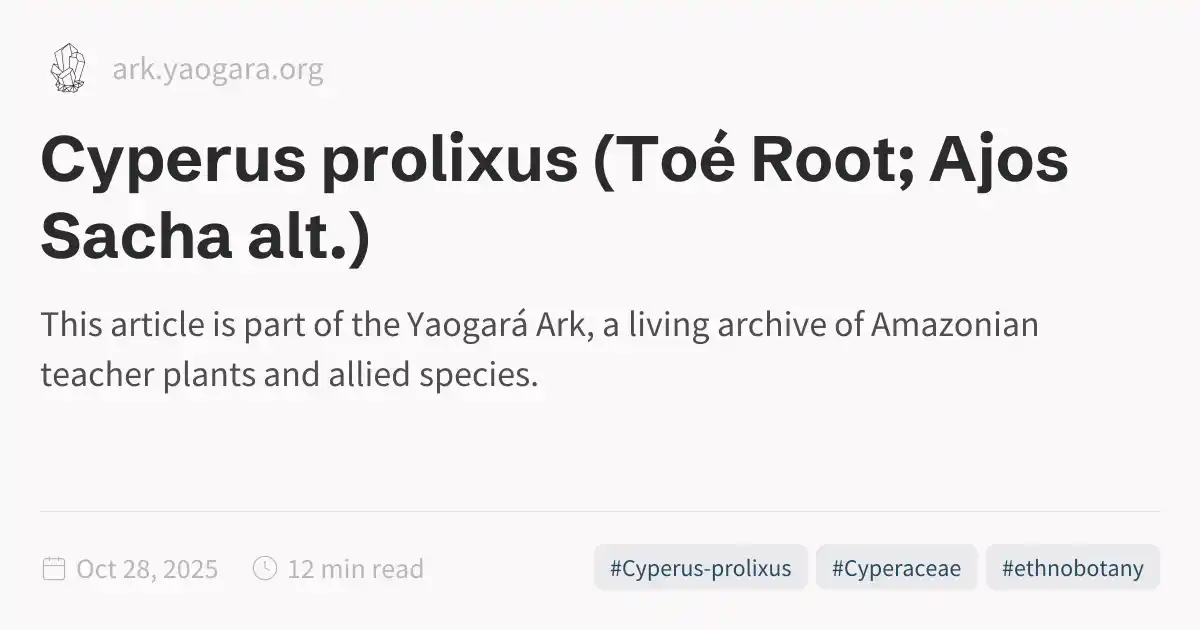 ark.yaogara.org
Cyperus prolixus (Toé Root; Ajos
Sacha alt.)
This article is part of the Yaogará Ark, a living archive of Amazonian
teacher plants and allied species.
Oct 28, 2025
12 min read
#Cyperus-prolixus
#Cyperaceae
#ethnobotany